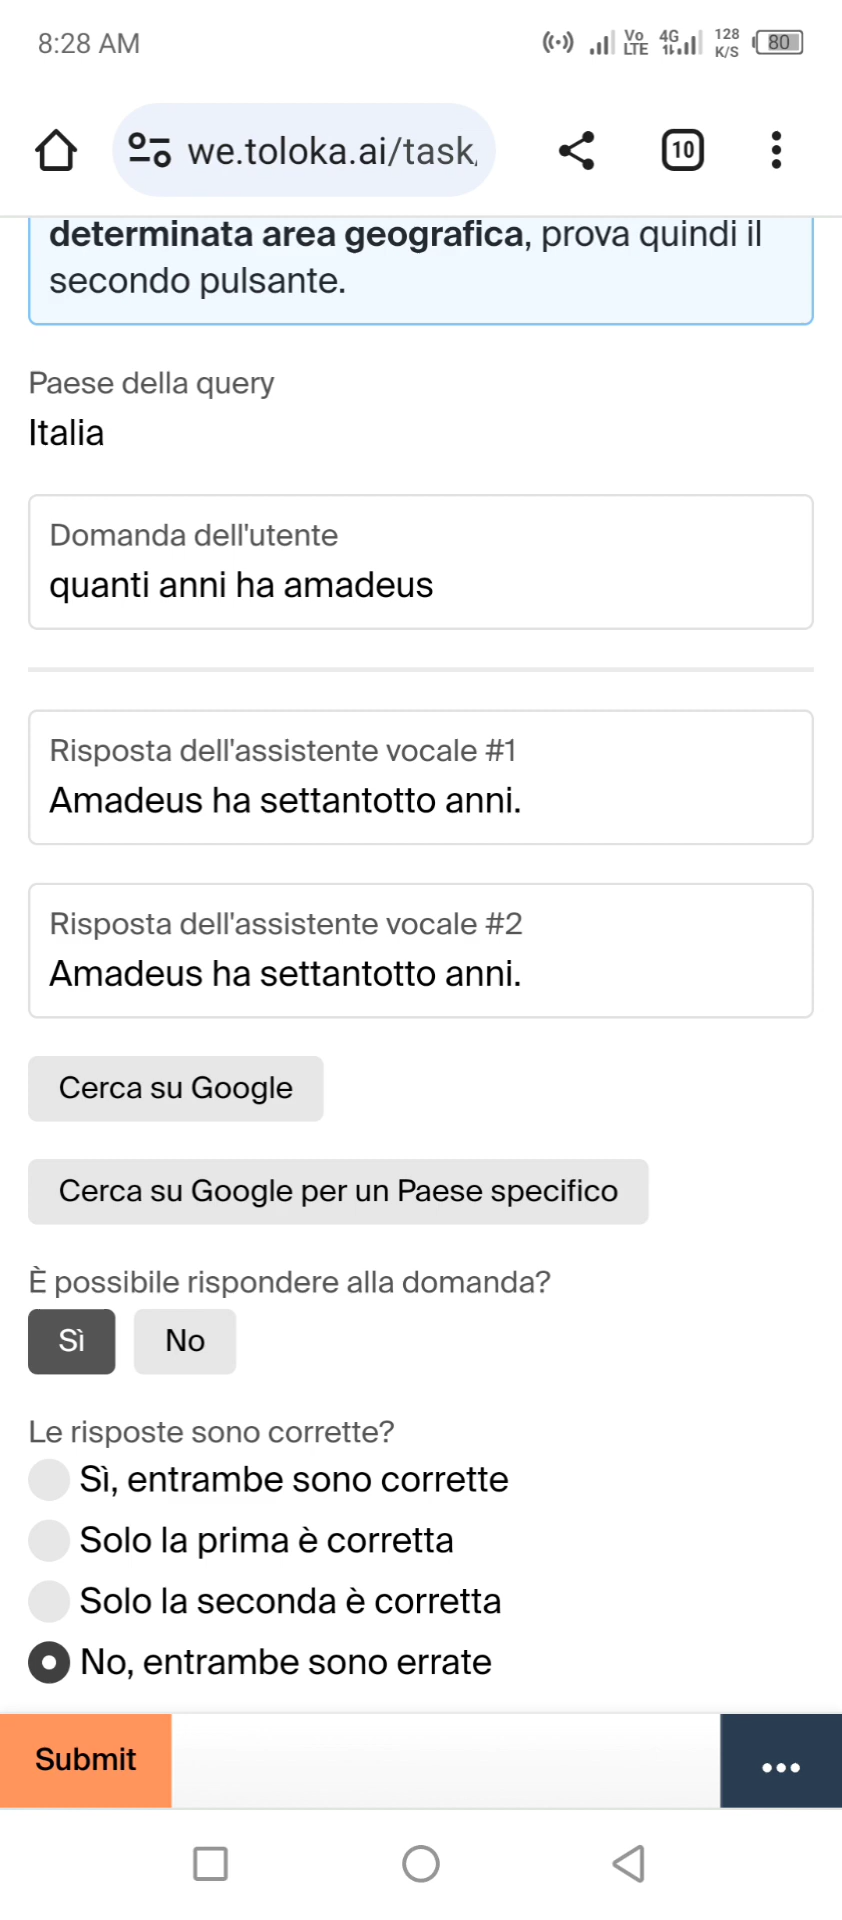 8:28 AM
Vo LTE 4G 128 K/S 80
we.toloka.ai/task,
10
determinata area geografica, prova quindi il
secondo pulsante.
Paese della query
Italia
Domanda dell'utente
quanti anni ha amadeus
Risposta dell'assistente vocale #1
Amadeus ha settantotto anni.
Risposta dell'assistente vocale #2
Amadeus ha settantotto anni.
Cerca su Google
Cerca su Google per un Paese specifico
È possibile rispondere alla domanda?
Sì No
Le risposte sono corrette?
Sì, entrambe sono corrette
Solo la prima è corretta
Solo la seconda è corretta
No, entrambe sono errate
Submit